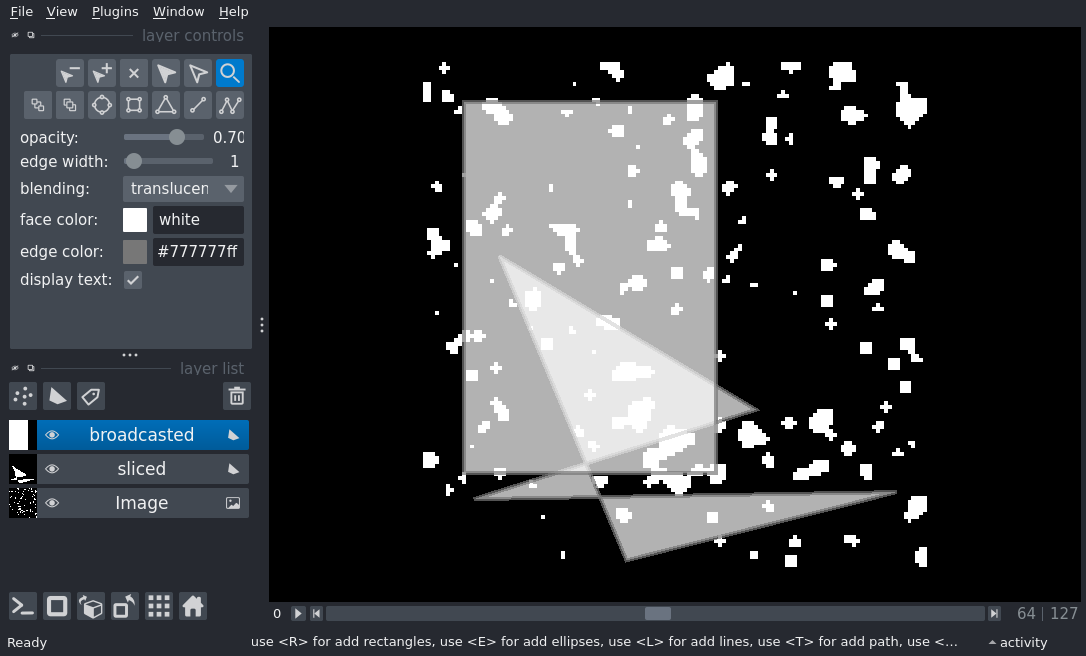 File View Plugins Window Help
layer controls
opacity: 0.70
edge width: 1
blending: translucen
face color: white
edge color: #777777ff
display text:
layer list
broadcasted
sliced
Image
0 64 | 127
Ready use <R> for add rectangles, use <E> for add ellipses, use <L> for add lines, use <T> for add path, use <... activity